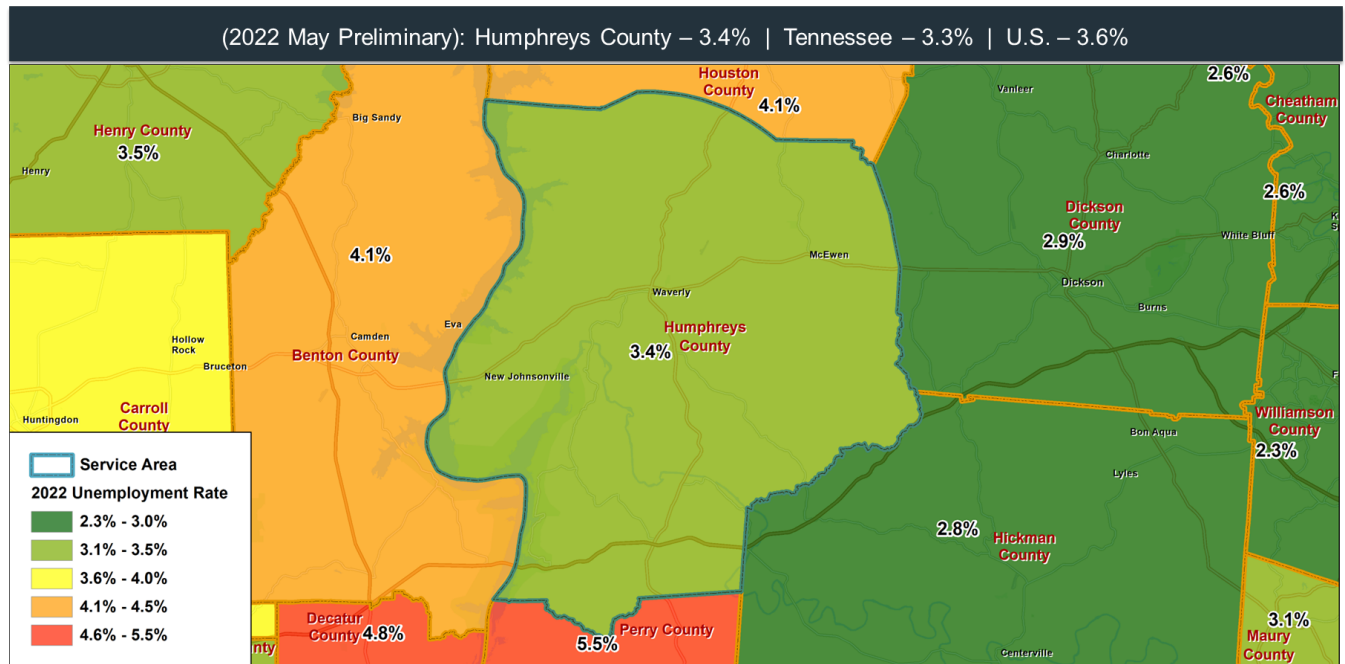 (2022 May Preliminary): Humphreys County – 3.4% | Tennessee – 3.3% | U.S. – 3.6%
Houston
County
4.1%
2.6%
Vanleer
Cheatham
County
Big Sandy
Henry County
3.5%
Henry
Charlotte
2.6%
Dickson
County
2.9%
White Bluff
K
S
4.1%
McEwen
Dickson
Waverly
Burns
Eva
Camden
Humphreys
County
3.4%
Hollow
Rock
Benton County
Bruceton
New Johnsonville
F
Huntingdon
Carroll
County
Williamson
County
2.3%
Bon Aqua
Lyles
Service Area
2022 Unemployment Rate
2.3% - 3.0%
3.1% - 3.5%
3.6% - 4.0%
4.1% - 4.5%
4.6% - 5.5%
2.8%
Hickman
County
Decatur
County 4.8%
Perry County
5.5%
nty
3.1%
Maury
County
Centerville